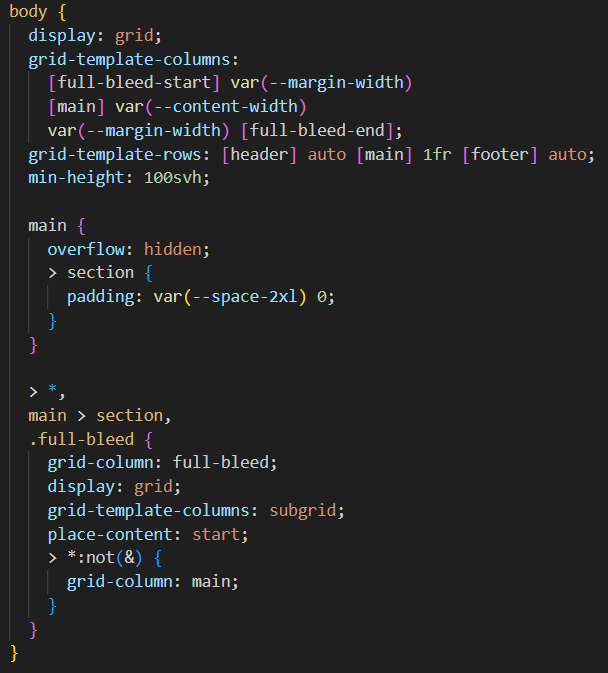 body {
display: grid;
grid-template-columns:
[full-bleed-start] var(--margin-width)
[main] var(--content-width)
var(--margin-width) [full-bleed-end];
grid-template-rows: [header] auto [main] 1fr [footer] auto;
min-height: 100svh;
main {
overflow: hidden;
> section {
padding: var(--space-2xl) 0;
}
}
> *,
main > section,
.full-bleed {
grid-column: full-bleed;
display: grid;
grid-template-columns: subgrid;
place-content: start;
> *:not(&) {
grid-column: main;
}
}
}